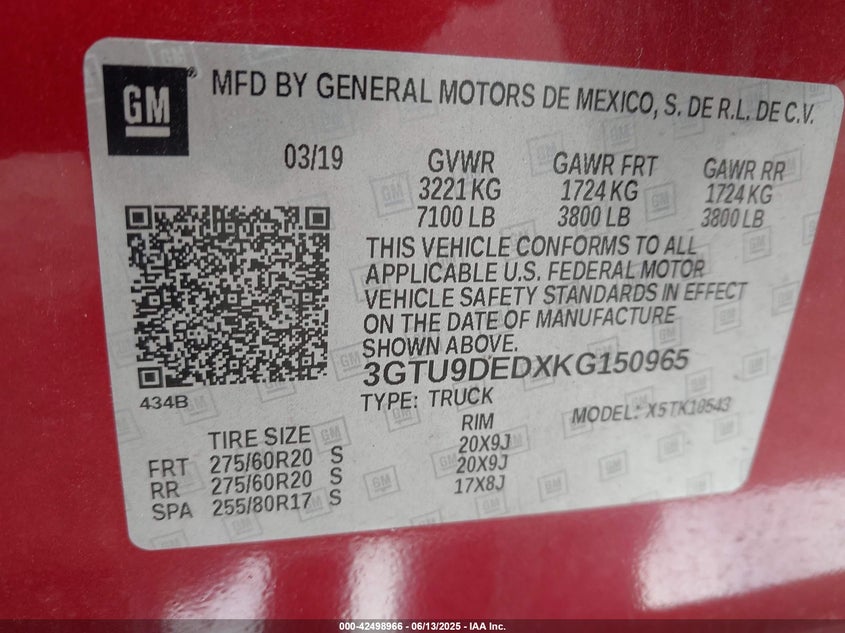 GM
MFD BY GENERAL MOTORS DE MEXICO, S. DE R.L. DE C.V.
03/19 GVWR GAWR FRT GAWR RR
3221 KG 1724 KG 1724 KG
7100 LB 3800 LB 3800 LB
THIS VEHICLE CONFORMS TO ALL
APPLICABLE U.S. FEDERAL MOTOR
VEHICLE SAFETY STANDARDS IN EFFECT
ON THE DATE OF MANUFACTURE
SHOWN ABOVE.
3GTU9DEDXKG150965
434B
TYPE: TRUCK MODEL: X5TK10543
TIRE SIZE RIM
FRT 275/60R20 S 20X9J
RR 275/60R20 S 20X9J
SPA 255/80R17 S 17X8J
000-42498966 - 06/13/2025 - IAA Inc.